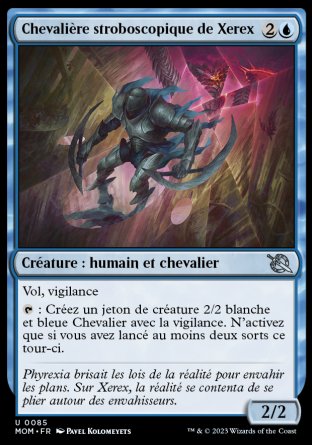 Chevalière stroboscopique de Xerex 2
Créature : humain et chevalier
Vol, vigilance
: Créez un jeton de créature 2/2 blanche
et bleue Chevalier avec la vigilance. N'activez
que si vous avez lancé au moins deux sorts ce
tour-ci.
Phyrexia brisait les lois de la réalité pour envahir
les plans. Sur Xerex, la réalité se contenta de se
plier autour des envahisseurs.
2/2
U 0085
MOM • FR PAVEL KOLOMEYETS
™ & © 2023 Wizards of the Coast